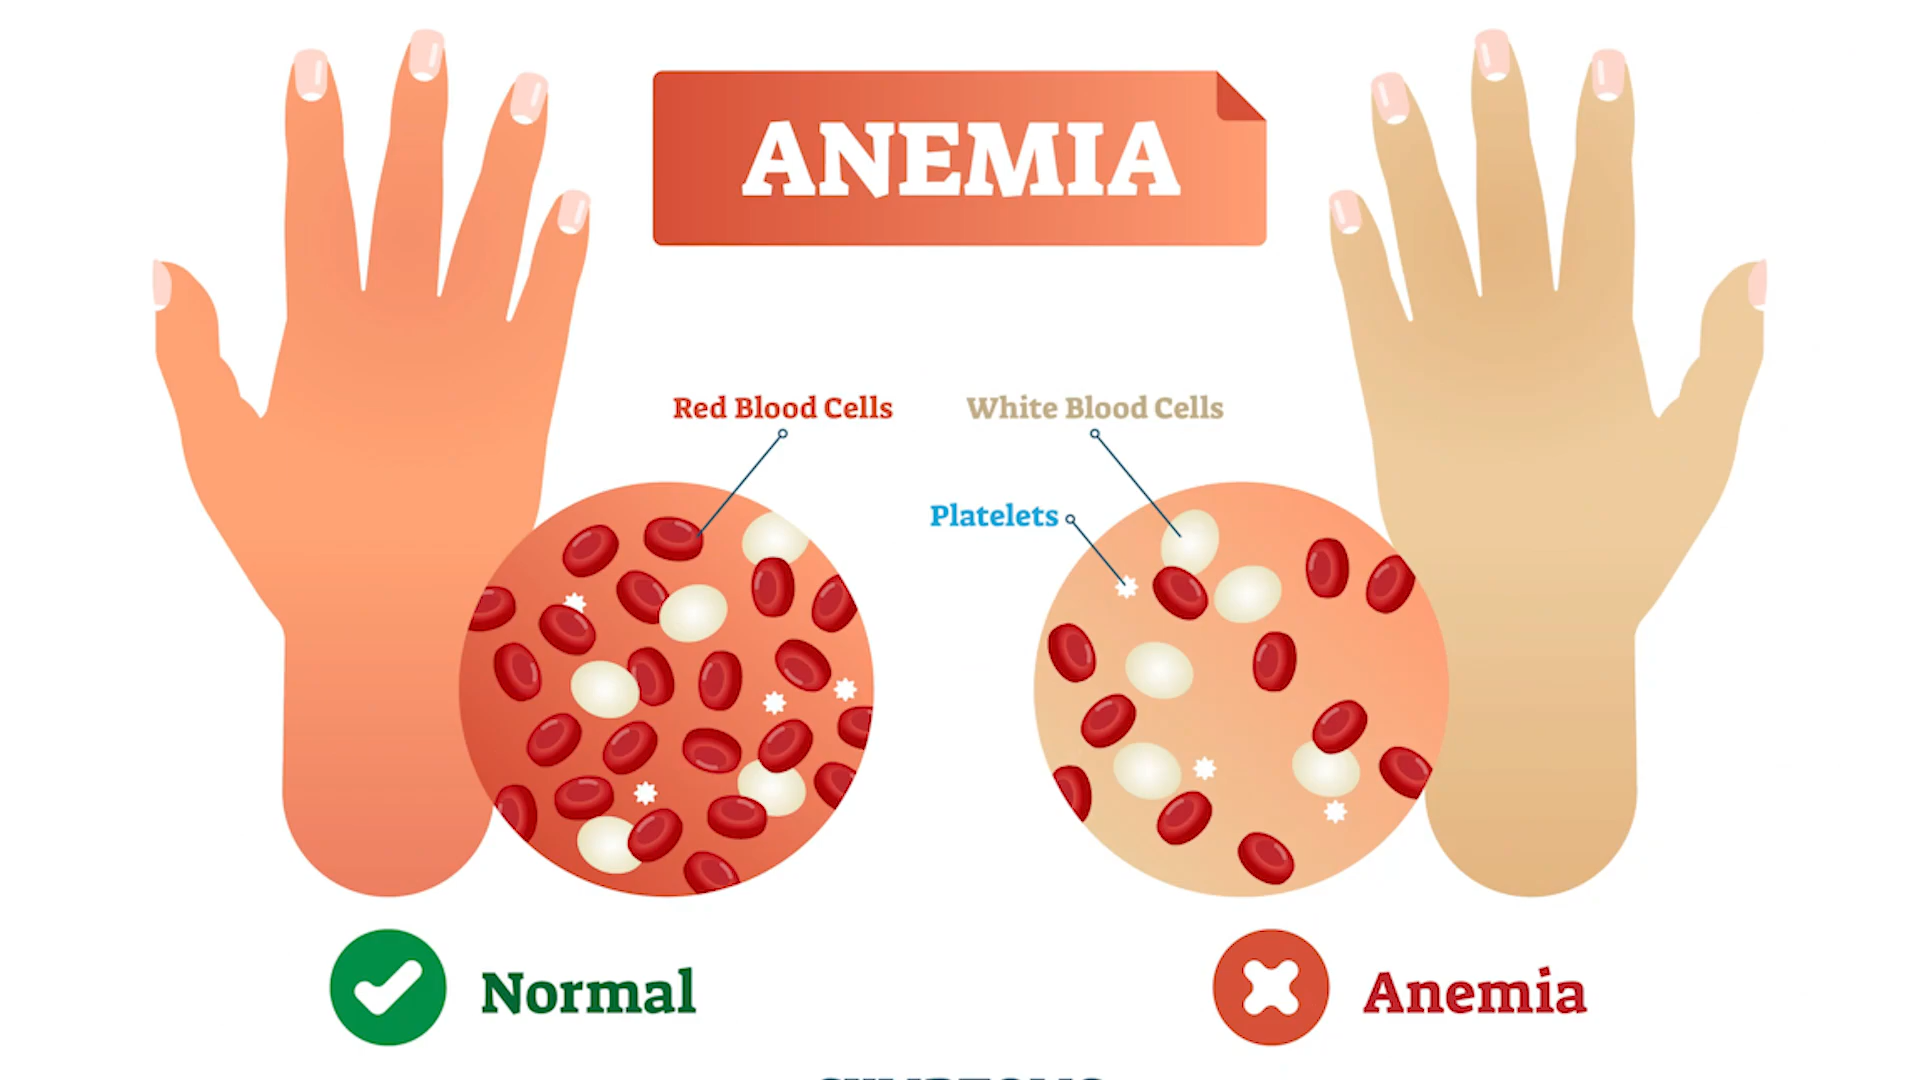 ANEMIA
Red Blood Cells
White Blood Cells
Platelets
Normal
Anemia